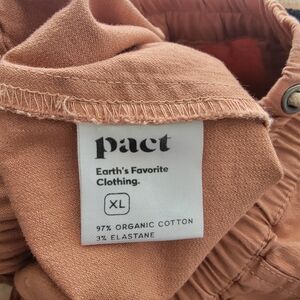 pact
Earth's Favorite
Clothing.
XL
97% ORGANIC COTTON
3% ELASTANE